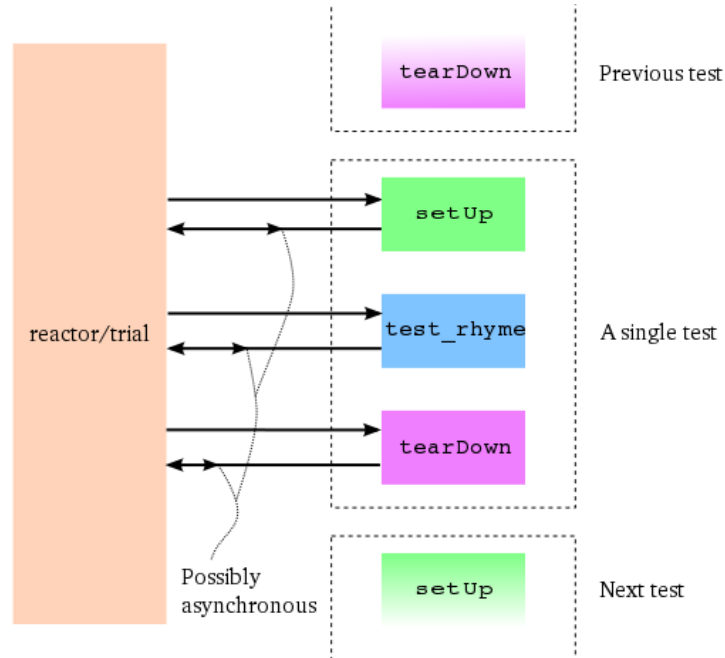 tearDown
Previous test
setUp
reactor/trial
test_rhyme
A single test
tearDown
Possibly
asynchronous
setUp
Next test